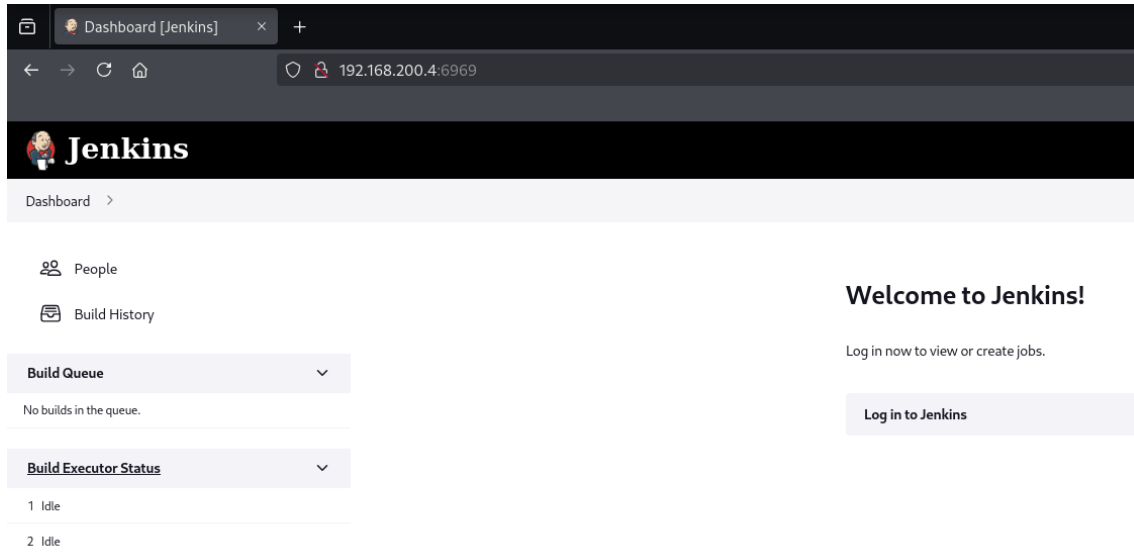 Dashboard [Jenkins]
192.168.200.4:6969
Jenkins
Dashboard
People
Build History
Build Queue
No builds in the queue.
Build Executor Status
1 Idle
2 Idle
Welcome to Jenkins!
Log in now to view or create jobs.
Log in to Jenkins